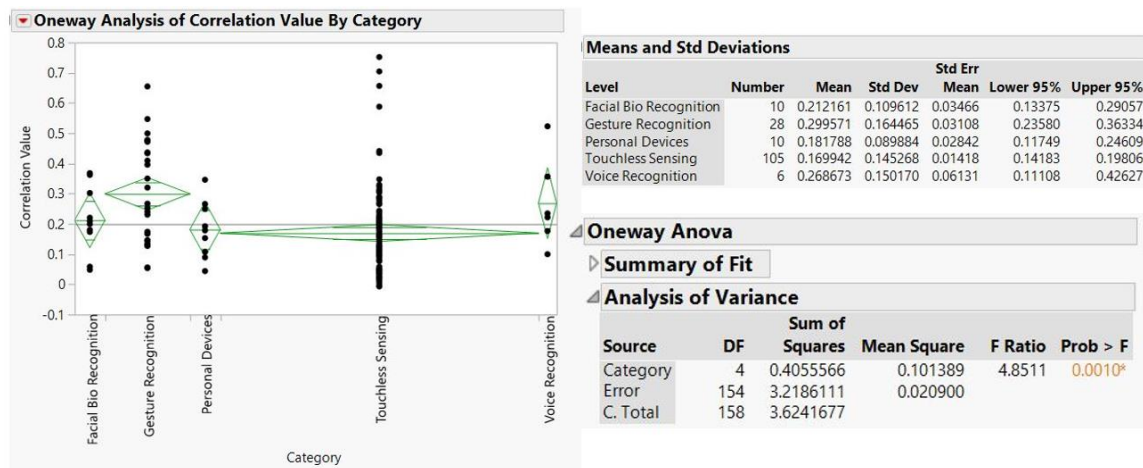 Oneway Analysis of Correlation Value By Category
0.8
0.7
0.6
0.5
0.4
0.3
0.2
0.1
0
-0.1
Correlation Value
Facial Bio Recognition
Gesture Recognition
Personal Devices
Touchless Sensing
Voice Recognition
Category
Means and Std Deviations
Std Err
Level Number Mean Std Dev Mean Lower 95% Upper 95%
Facial Bio Recognition 10 0.212161 0.109612 0.03466 0.13375 0.29057
Gesture Recognition 28 0.299571 0.164465 0.03108 0.23580 0.36334
Personal Devices 10 0.181788 0.089884 0.02842 0.11749 0.24609
Touchless Sensing 105 0.169942 0.145268 0.01418 0.14183 0.19806
Voice Recognition 6 0.268673 0.150170 0.06131 0.11108 0.42627
Oneway Anova
Summary of Fit
Analysis of Variance
Sum of
Source DF Squares Mean Square F Ratio Prob > F
Category 4 0.4055566 0.101389 4.8511 0.0010*
Error 154 3.2186111 0.020900
C. Total 158 3.6241677